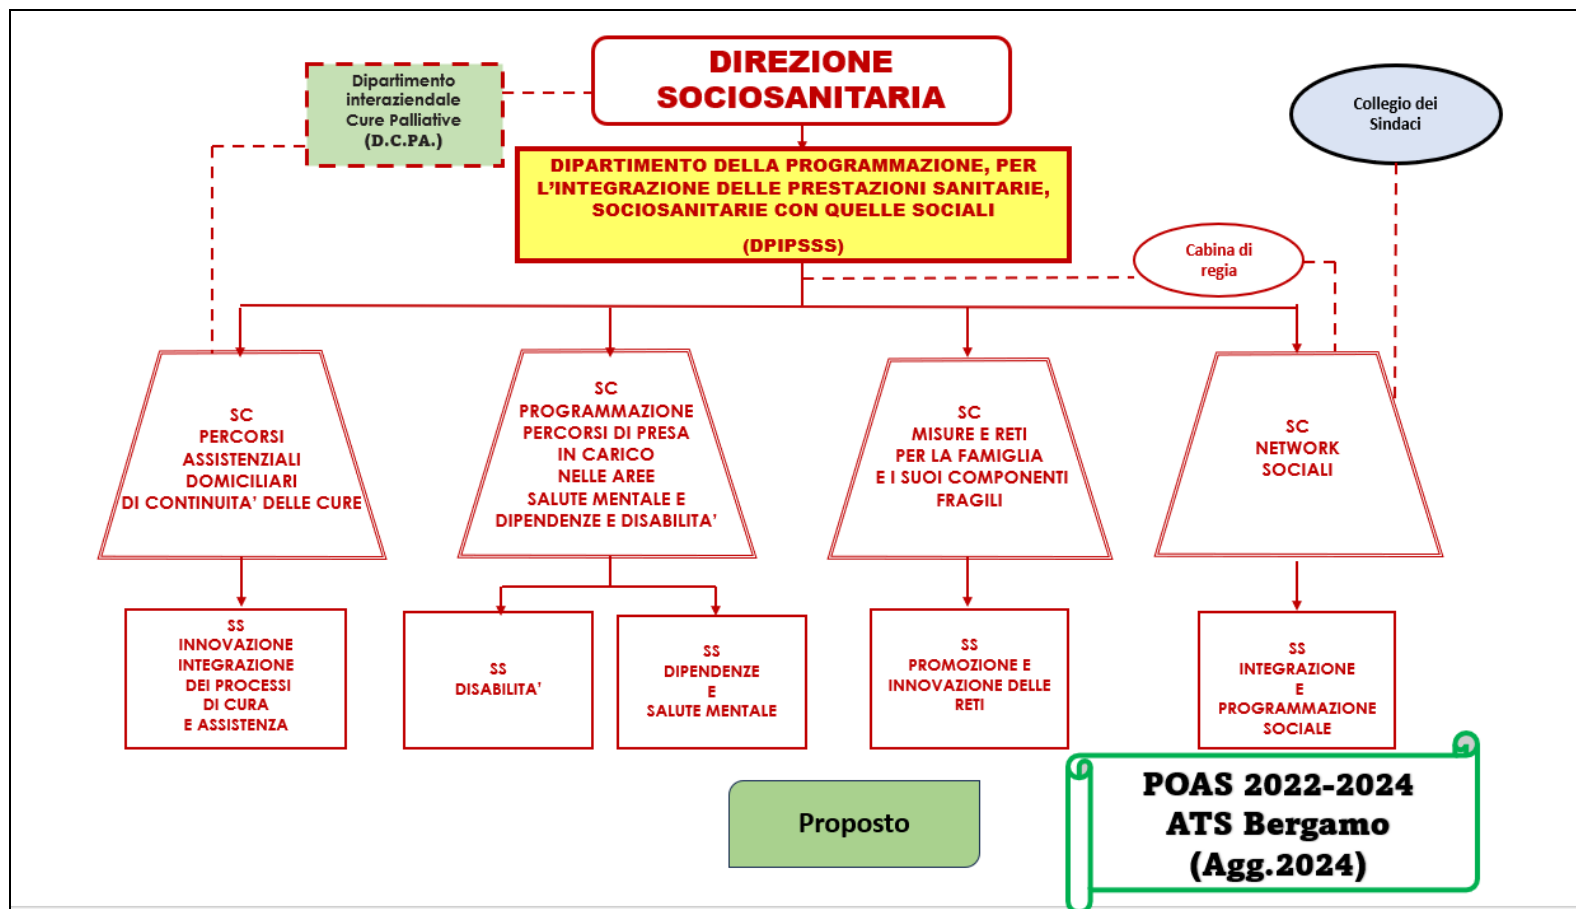 DIREZIONE
SOCIOSANITARIA
Dipartimento
interaziendale
Cure Palliative
(D.C.PA.)
Collegio dei
Sindaci
DIPARTIMENTO DELLA PROGRAMMAZIONE, PER
L'INTEGRAZIONE DELLE PRESTAZIONI SANITARIE,
SOCIOSANITARIE CON QUELLE SOCIALI
(DPIPSSS)
Cabina di
regia
SC
PERCORSI
ASSISTENZIALI
DOMICILIARI
DI CONTINUITA' DELLE CURE
SC
PROGRAMMAZIONE
PERCORSI DI PRESA
IN CARICO
NELLE AREE
SALUTE MENTALE E
DIPENDENZE E DISABILITA'
SC
MISURE E RETI
PER LA FAMIGLIA
E I SUOI COMPONENTI
FRAGILI
SC
NETWORK
SOCIALI
SS
INNOVAZIONE
INTEGRAZIONE
DEI PROCESSI
DI CURA
E ASSISTENZA
SS
DISABILITA'
SS
DIPENDENZE
E
SALUTE MENTALE
SS
PROMOZIONE E
INNOVAZIONE DELLE
RETI
SS
INTEGRAZIONE
E
PROGRAMMAZIONE
SOCIALE
Proposto
POAS 2022-2024
ATS Bergamo
(Agg.2024)